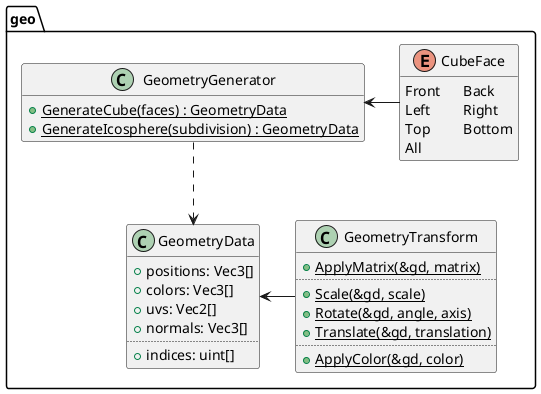 geo
C GeometryGenerator
GenerateCube(faces) : GeometryData
GenerateIcosphere(subdivision) : GeometryData
E CubeFace
Front Back
Left Right
Top Bottom
All
C GeometryData
positions: Vec3[]
colors: Vec3[]
uvs: Vec2[]
normals: Vec3[]
indices: uint[]
C GeometryTransform
ApplyMatrix(&gd, matrix)
Scale(&gd, scale)
Rotate(&gd, angle, axis)
Translate(&gd, translation)
ApplyColor(&gd, color)